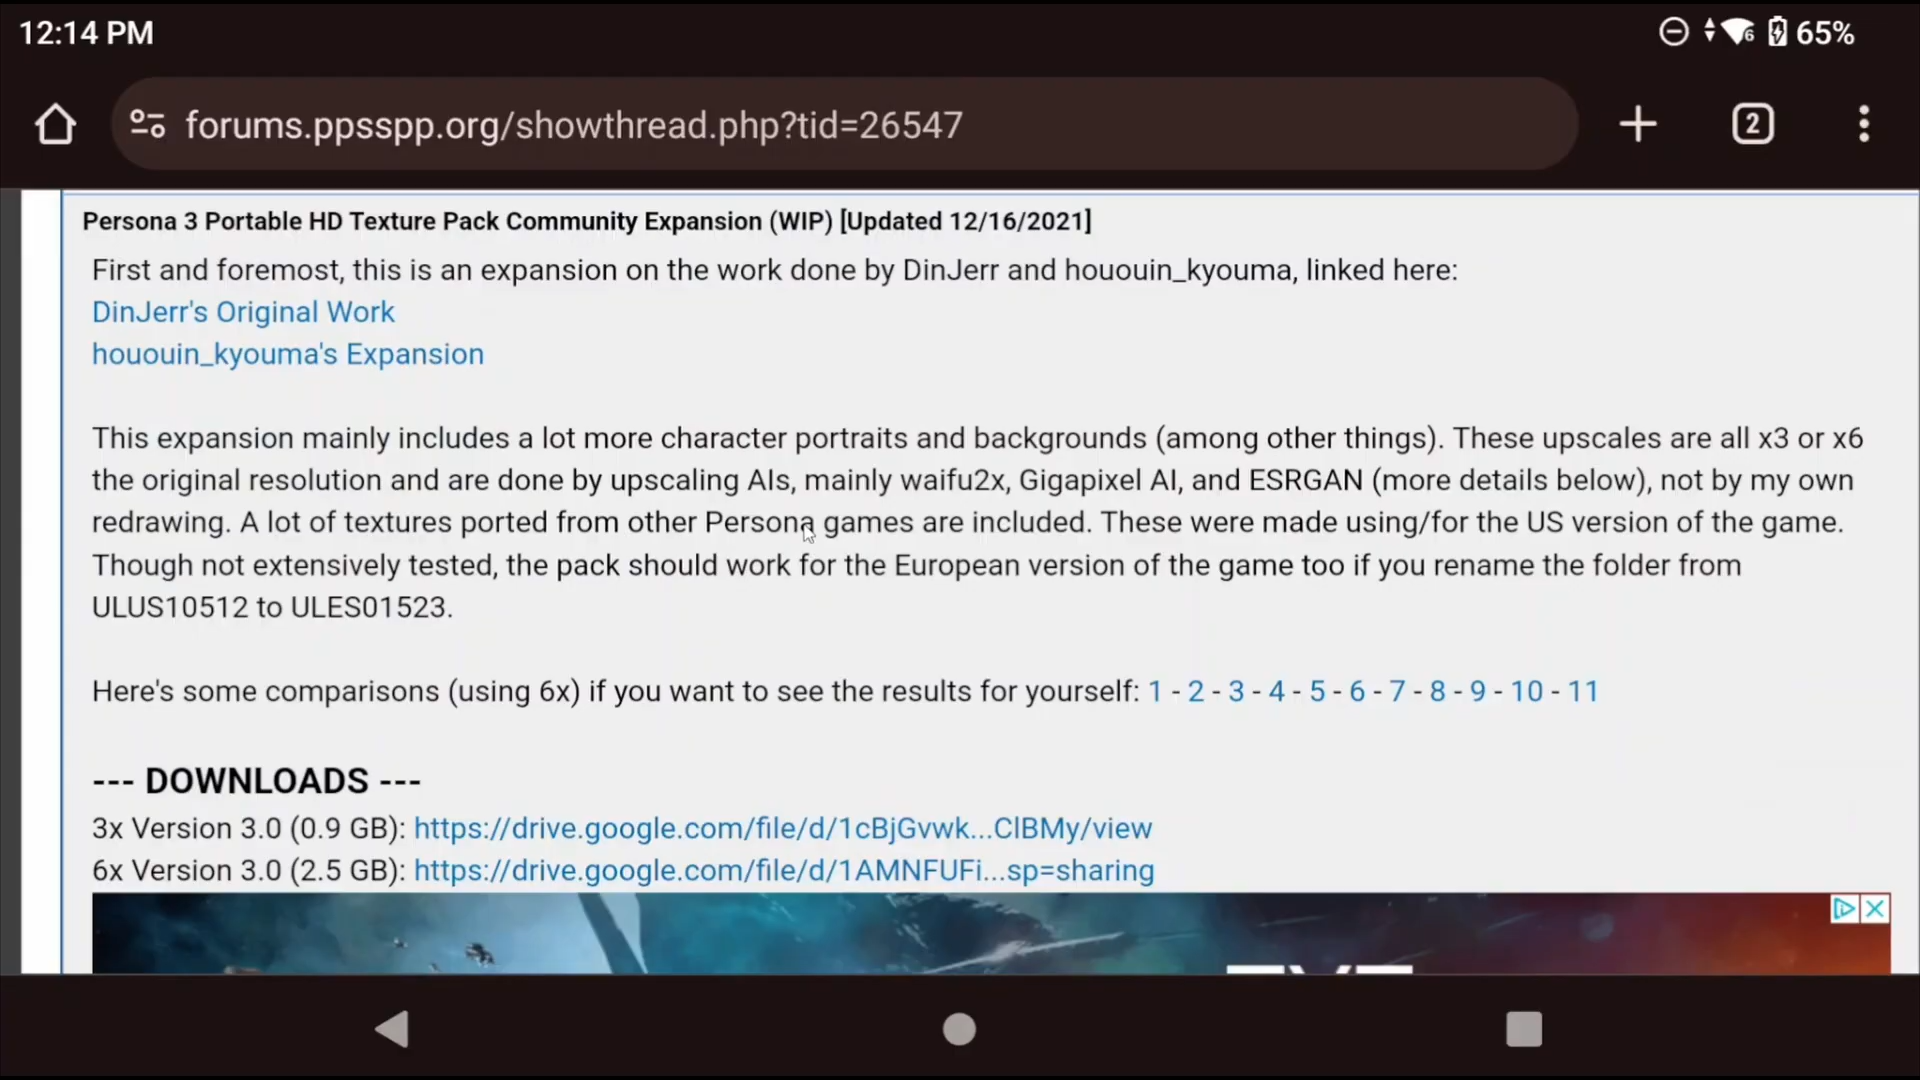 12:14 PM
6
65%
forums.ppsspp.org/showthread.php?tid=26547
2
Persona 3 Portable HD Texture Pack Community Expansion (WIP) [Updated 12/16/2021]
First and foremost, this is an expansion on the work done by DinJerr and hououin_kyouma, linked here:
DinJerr's Original Work
hououin_kyouma's Expansion
This expansion mainly includes a lot more character portraits and backgrounds (among other things). These upscales are all x3 or x6
the original resolution and are done by upscaling AIs, mainly waifu2x, Gigapixel AI, and ESRGAN (more details below), not by my own
redrawing. A lot of textures ported from other Persona games are included. These were made using/for the US version of the game.
Though not extensively tested, the pack should work for the European version of the game too if you rename the folder from
ULUS10512 to ULES01523.
Here's some comparisons (using 6x) if you want to see the results for yourself: 1 - 2 - 3 - 4 - 5 - 6 - 7 - 8 - 9 - 10 - 11
--- DOWNLOADS ---
3x Version 3.0 (0.9 GB): https://drive.google.com/file/d/1cBjGvwk...ClBMy/view
6x Version 3.0 (2.5 GB): https://drive.google.com/file/d/1AMNFUFi...sp=sharing